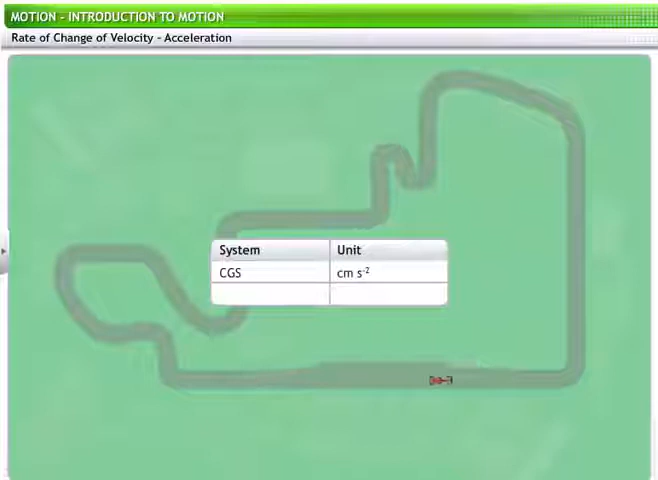 MOTION - INTRODUCTION TO MOTION
Rate of Change of Velocity - Acceleration
System Unit
CGS cm s⁻²